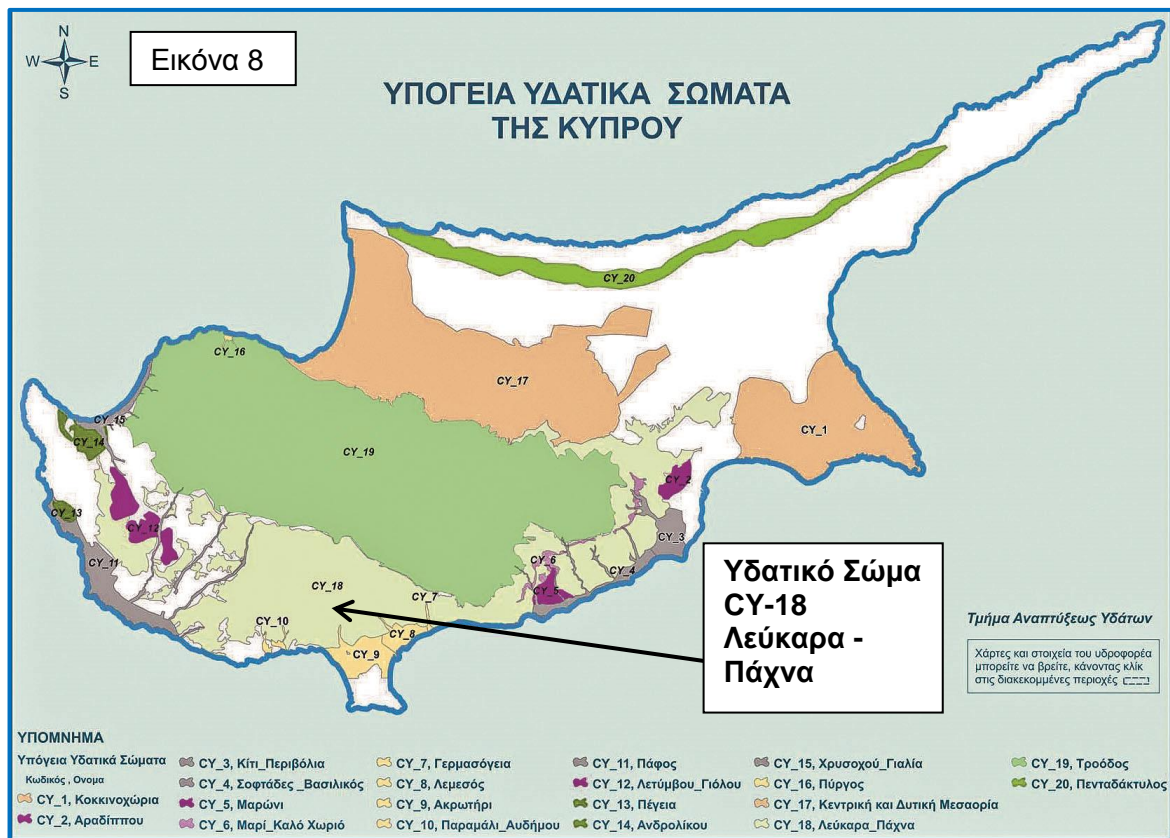 N
W E
S
Εικόνα 8
ΥΠΟΓΕΙΑ ΥΔΑΤΙΚΑ ΣΩΜΑΤΑ
ΤΗΣ ΚΥΠΡΟΥ
CY_20
CY_16
CY_17
CY_15
CY_14
CY_1
CY_19
CY_2
CY_13
CY_12
CY_3
CY_11
CY_6
CY_4
CY_18
CY_5
CY_7
CY_10
CY_8
CY_9
Υδατικό Σώμα
CY-18
Λεύκαρα -
Πάχνα
Τμήμα Αναπτύξεως Υδάτων
Χάρτες και στοιχεία του υδροφορέα
μπορείτε να βρείτε, κάνοντας κλίκ
στις διακεκομμένες περιοχές
ΥΠΟΜΝΗΜΑ
Υπόγεια Υδατικά Σώματα
Κωδικός , Ονομα
CY_1, Κοκκινοχώρια
CY_2, Αραδίππου
CY_3, Κίτι_Περιβόλια
CY_4, Σοφτάδες _Βασιλικός
CY_5, Μαρώνι
CY_6, Μαρί_Καλό Χωριό
CY_7, Γερμασόγεια
CY_8, Λεμεσός
CY_9, Ακρωτήρι
CY_10, Παραμάλι_Αυδήμου
CY_11, Πάφος
CY_12, Λετύμβου_Γιόλου
CY_13, Πέγεια
CY_14, Ανδρολίκου
CY_15, Χρυσοχού_Γιαλία
CY_16, Πύργος
CY_17, Κεντρική και Δυτική Μεσαορία
CY_18, Λεύκαρα_Πάχνα
CY_19, Τροόδος
CY_20, Πενταδάκτυλος